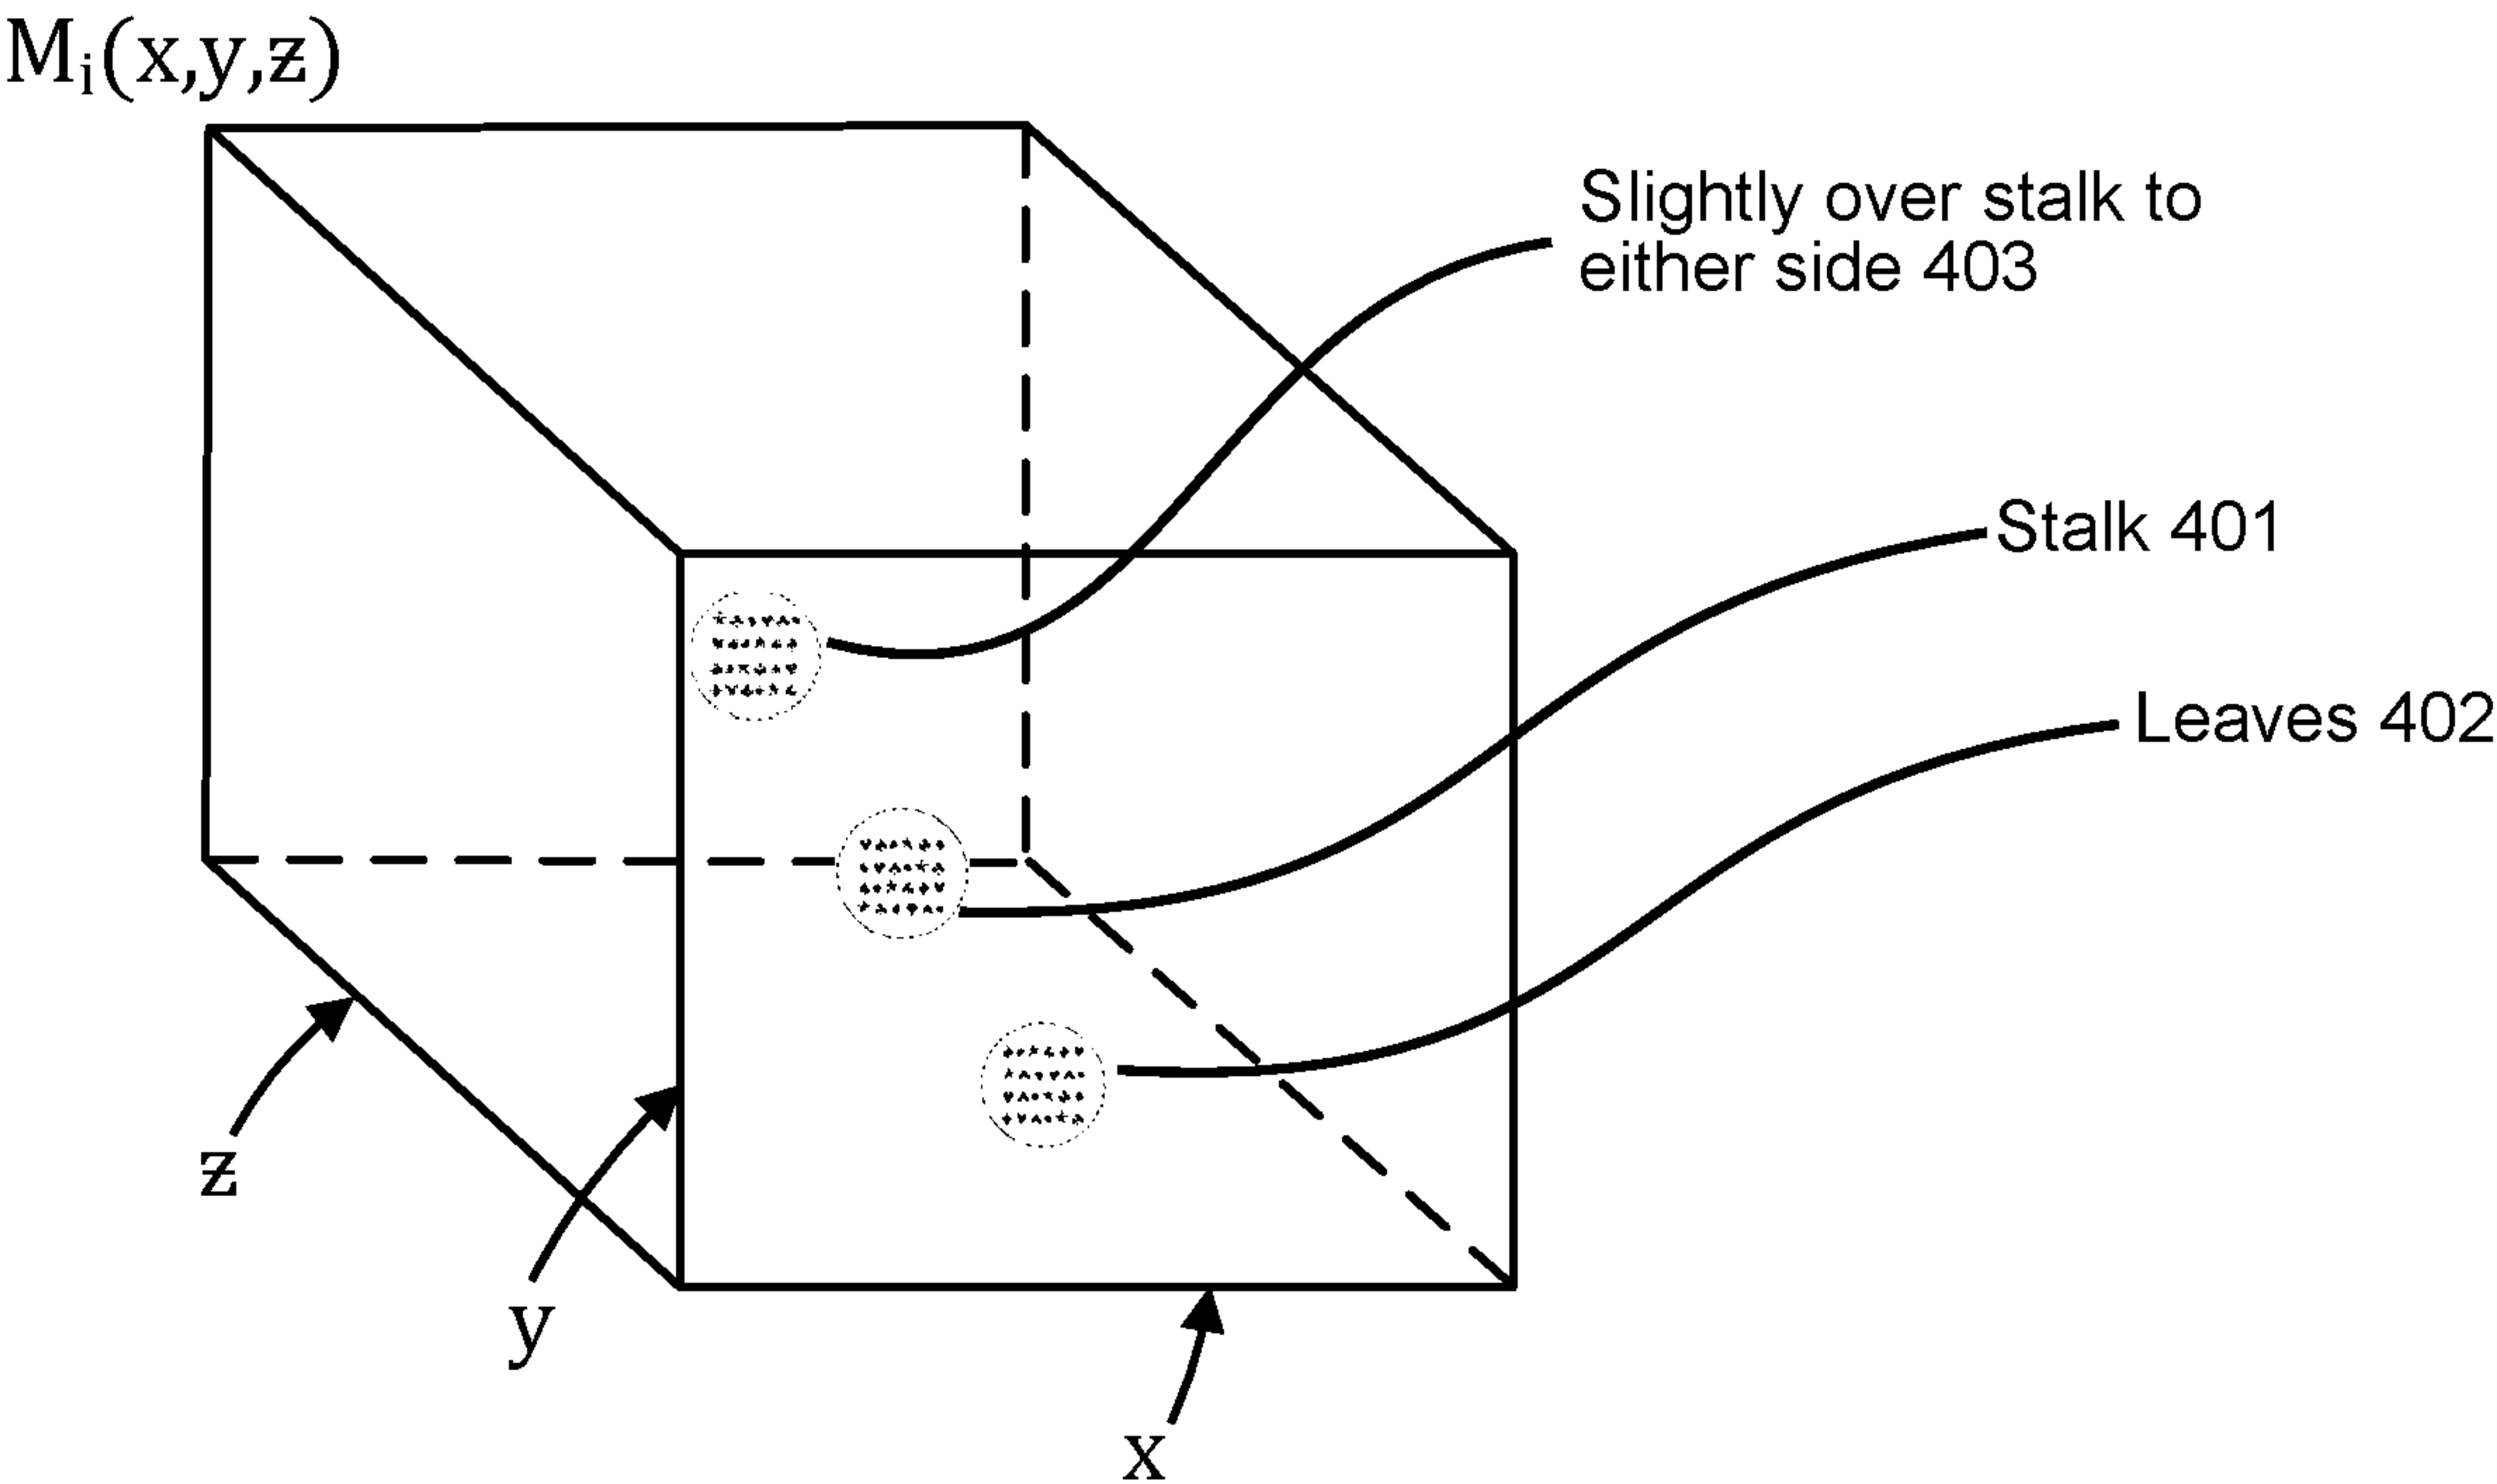 Mi(x,y,z)
Slightly over stalk to
either side 403
Stalk 401
Leaves 402
z
y
x